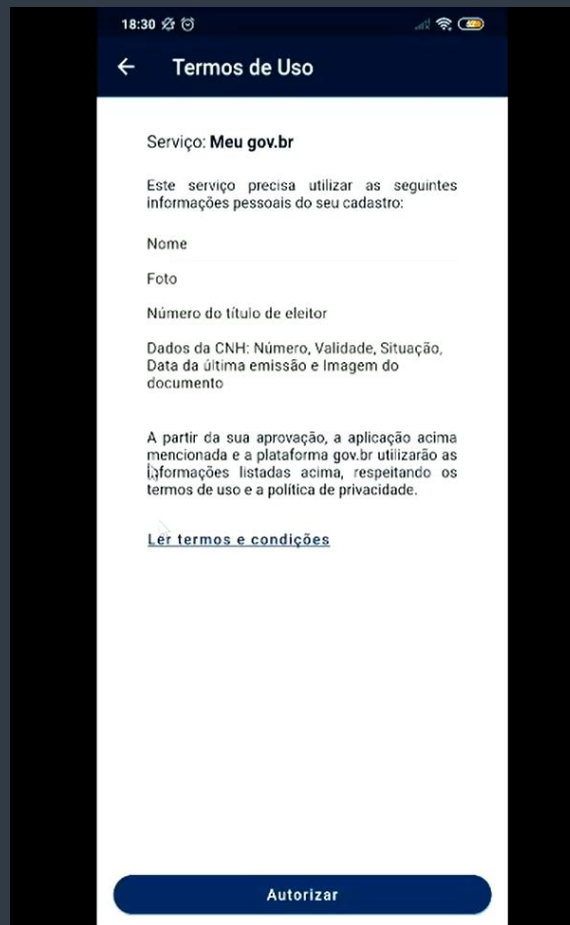 18:30
Termos de Uso
Serviço: Meu gov.br
Este serviço precisa utilizar as seguintes
informações pessoais do seu cadastro:
Nome
Foto
Número do título de eleitor
Dados da CNH: Número, Validade, Situação,
Data da última emissão e Imagem do
documento
A partir da sua aprovação, a aplicação acima
mencionada e a plataforma gov.br utilizarão as
informações listadas acima, respeitando os
termos de uso e a política de privacidade.
Ler termos e condições
Autorizar